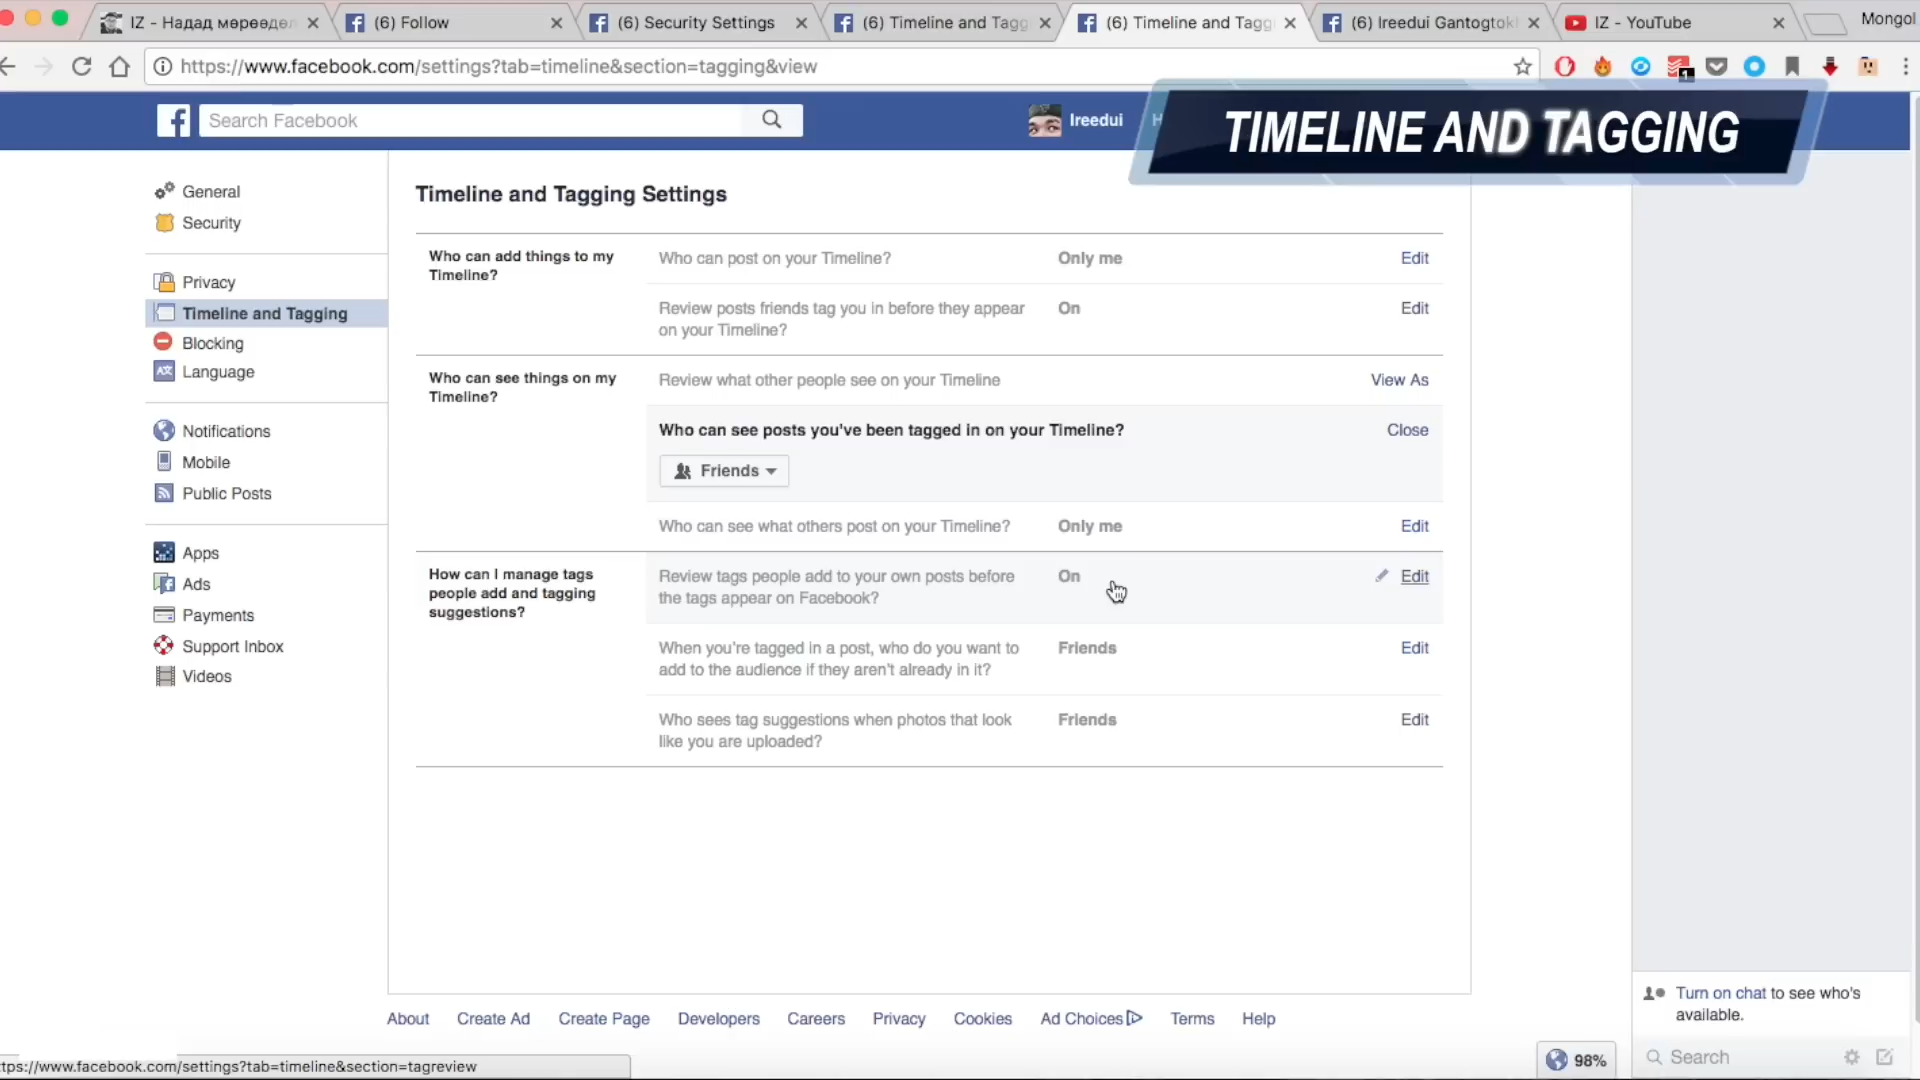 IZ - Надад мөрөөдөл
(6) Follow
(6) Security Settings
(6) Timeline and Tagg
(6) Timeline and Tagg
(6) Ireedui Gantogtokh
IZ - YouTube
Mongol
https://www.facebook.com/settings?tab=timeline&section=tagging&view
1
Search Facebook
Ireedui
TIMELINE AND TAGGING
General
Security
Privacy
Timeline and Tagging
Blocking
Language
Notifications
Mobile
Public Posts
Apps
Ads
Payments
Support Inbox
Videos
Timeline and Tagging Settings
Who can add things to my
Timeline?
Who can post on your Timeline?
Only me
Edit
Review posts friends tag you in before they appear
on your Timeline?
On
Edit
Who can see things on my
Timeline?
Review what other people see on your Timeline
View As
Who can see posts you've been tagged in on your Timeline?
Close
Friends
Who can see what others post on your Timeline?
Only me
Edit
How can I manage tags
people add and tagging
suggestions?
Review tags people add to your own posts before
the tags appear on Facebook?
On
Edit
When you're tagged in a post, who do you want to
add to the audience if they aren't already in it?
Friends
Edit
Who sees tag suggestions when photos that look
like you are uploaded?
Friends
Edit
About
Create Ad
Create Page
Developers
Careers
Privacy
Cookies
Ad Choices
Terms
Help
Turn on chat to see who's
available.
Search
98%
tps://www.facebook.com/settings?tab=timeline&section=tagreview